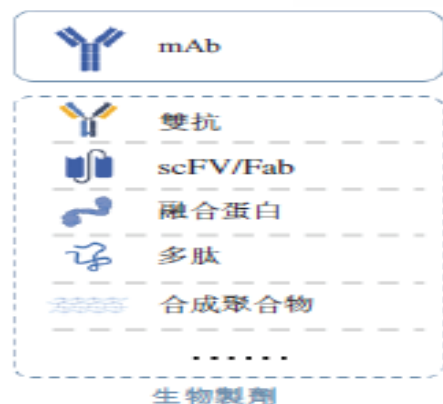 mAb
雙抗
scFV/Fab
融合蛋白
多肽
合成聚合物
......
生物製劑